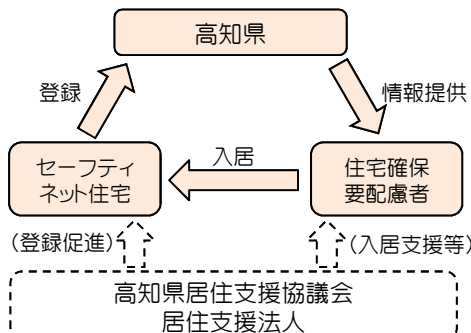 高知県
登録
情報提供
セーフティ
ネット住宅
入居
住宅確保
要配慮者
(登録促進)
(入居支援等)
高知県居住支援協議会
居住支援法人